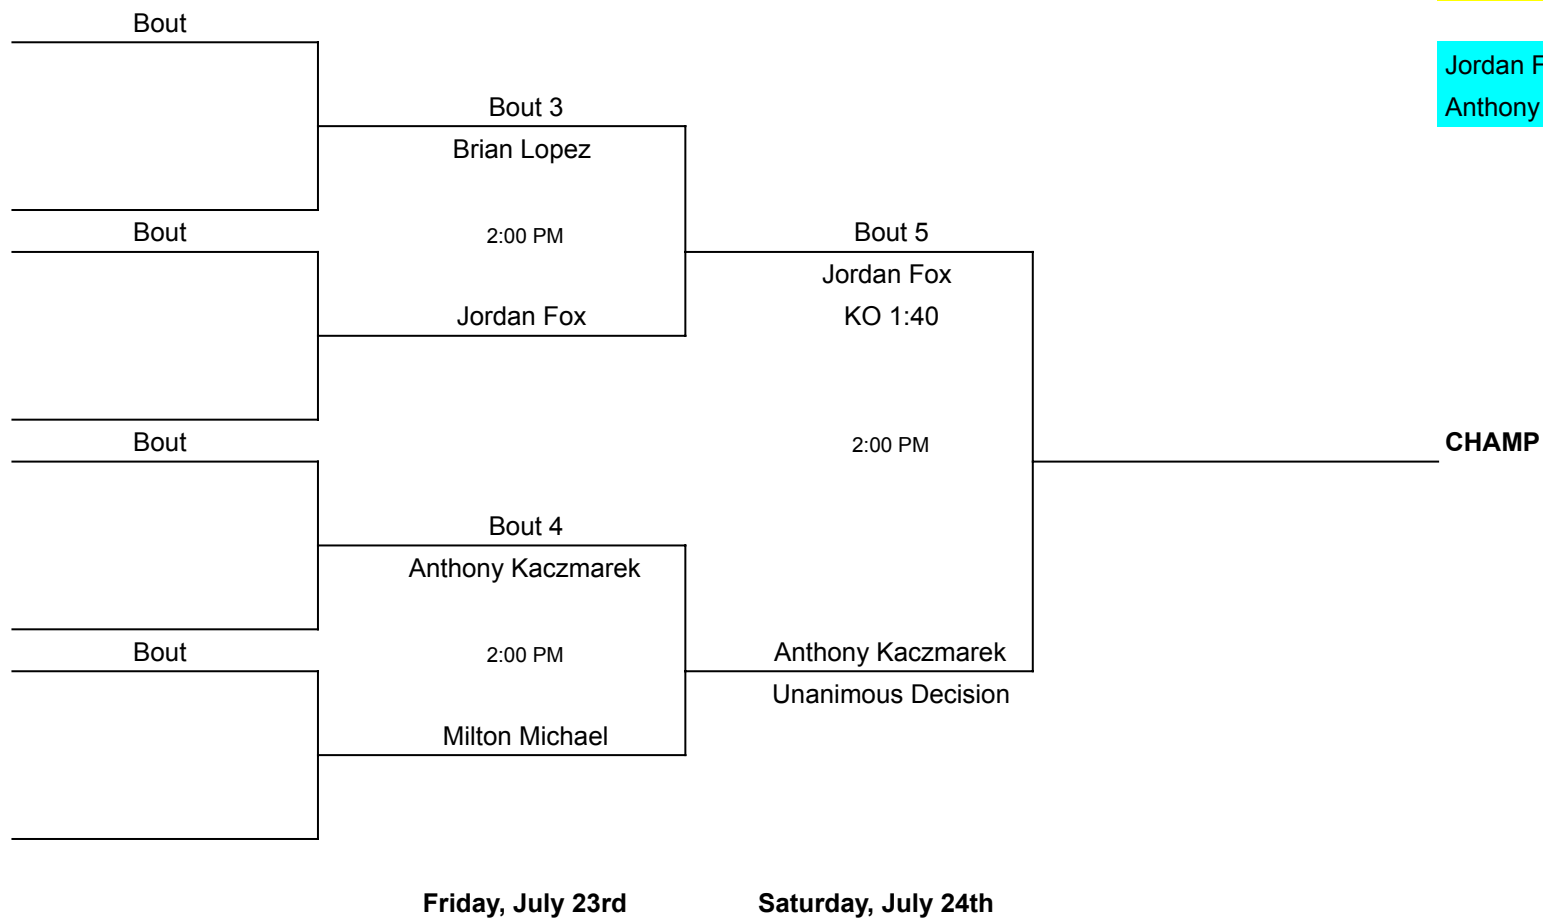 Bout
Jordan
Bout 3
Anthony
Brian Lopez
Bout
2:00 PM
Bout 5
Jordan Fox
Jordan Fox
KO 1:40
Bout
2:00 PM
CHAMP
Bout 4
Anthony Kaczmarek
Bout
2:00 PM
Anthony Kaczmarek
Unanimous Decision
Milton Michael
Friday, July 23rd
Saturday, July 24th